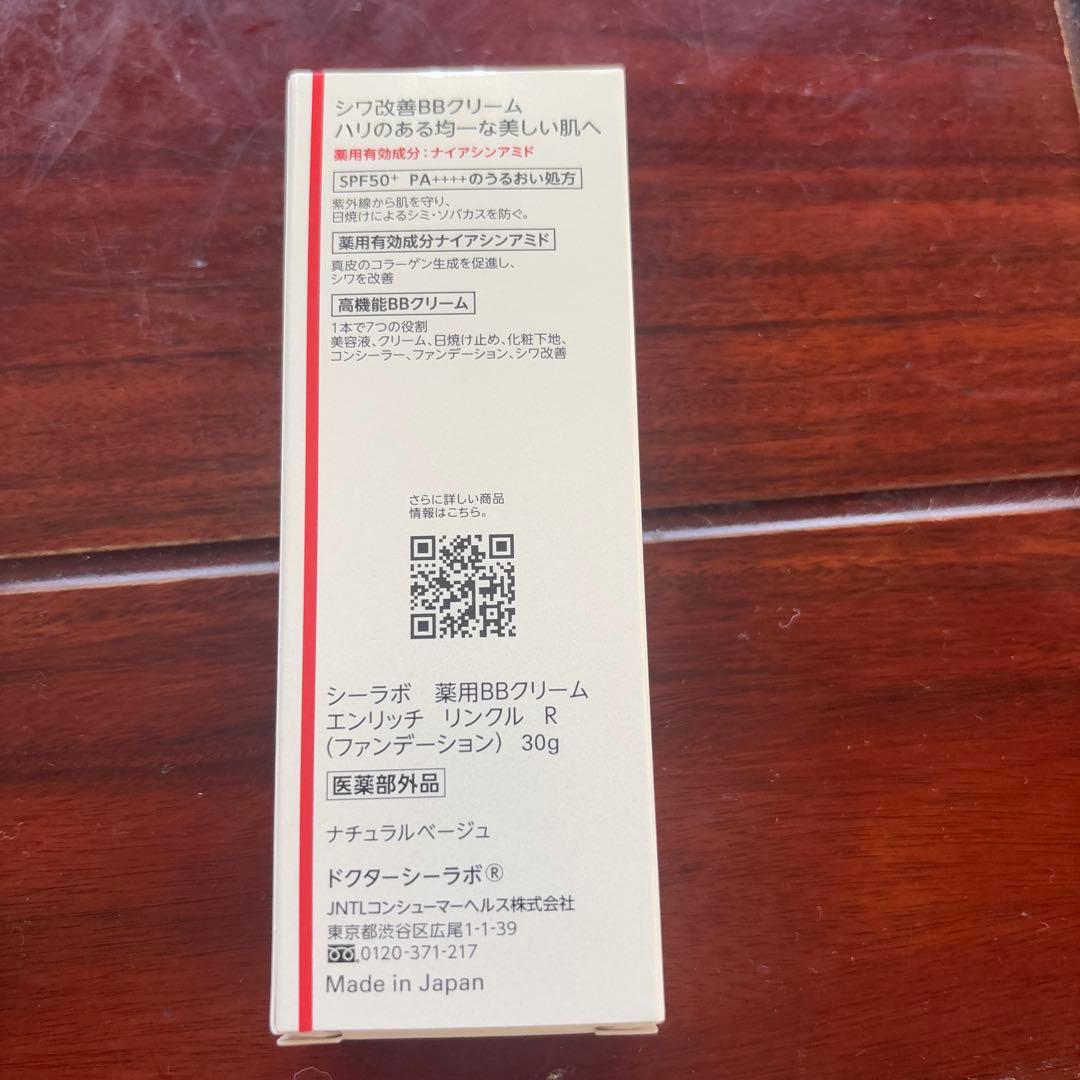 シワ改善BBクリーム
ハリのある均一な美しい肌へ
薬用有効成分：ナイアシンアミド
SPF50+ PA++++のうるおい処方
紫外線から肌を守り、
日焼けによるシミ・ソバカスを防ぐ。
薬用有効成分ナイアシンアミド
真皮のコラーゲン生成を促進し、
シワを改善
高機能BBクリーム
1本で7つの役割
美容液、クリーム、日焼け止め、化粧下地、
コンシーラー、ファンデーション、シワ改善
さらに詳しい商品
情報はこちら。
シーラボ 薬用BBクリーム
エンリッチ リンクル R
（ファンデーション） 30g
医薬部外品
ナチュラルベージュ
ドクターシーラボ®
JNTLコンシューマーヘルス株式会社
東京都渋谷区広尾1-1-39
0120-371-217
Made in Japan